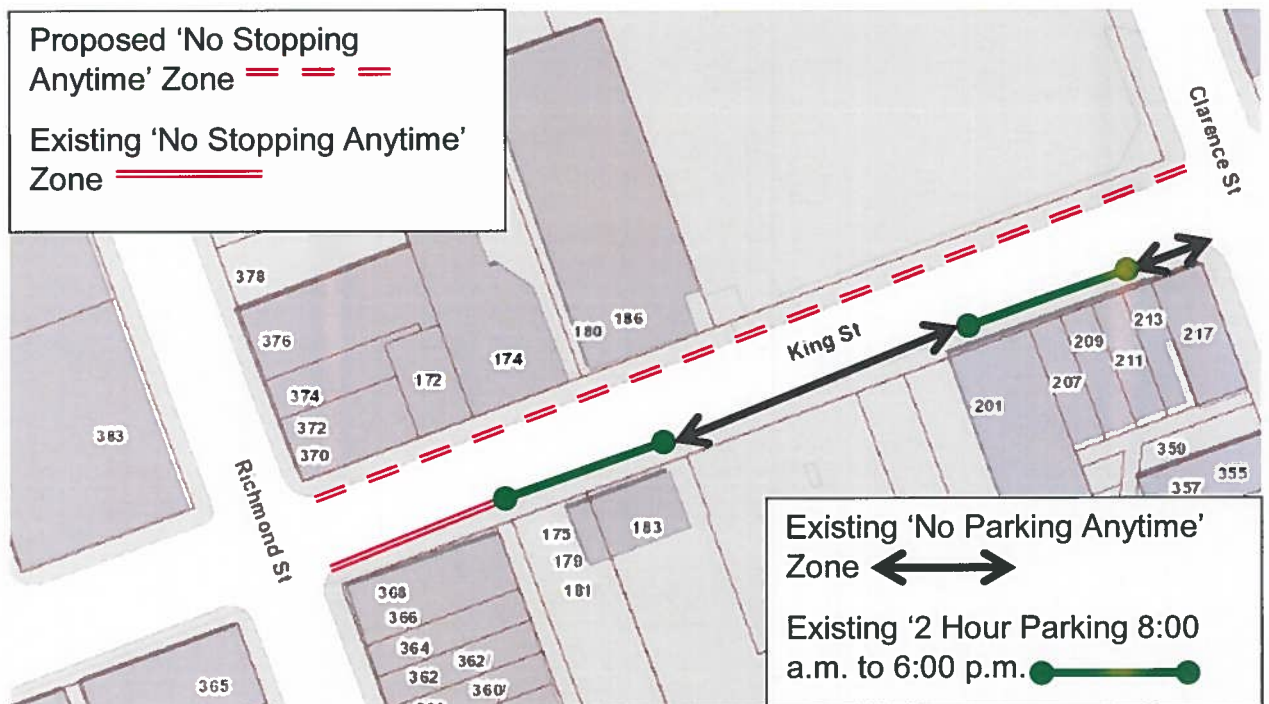 Proposed 'No Stopping
Anytime' Zone
Existing 'No Stopping Anytime'
Zone
Clarence St
378
376
374
372
370
172
174
180
186
King St
383
Richmond St
201
207
209
211
213
217
350
355
357
175
179
181
183
368
366
364
362
362/
360/
365
Existing 'No Parking Anytime'
Zone
Existing '2 Hour Parking 8:00
a.m. to 6:00 p.m.